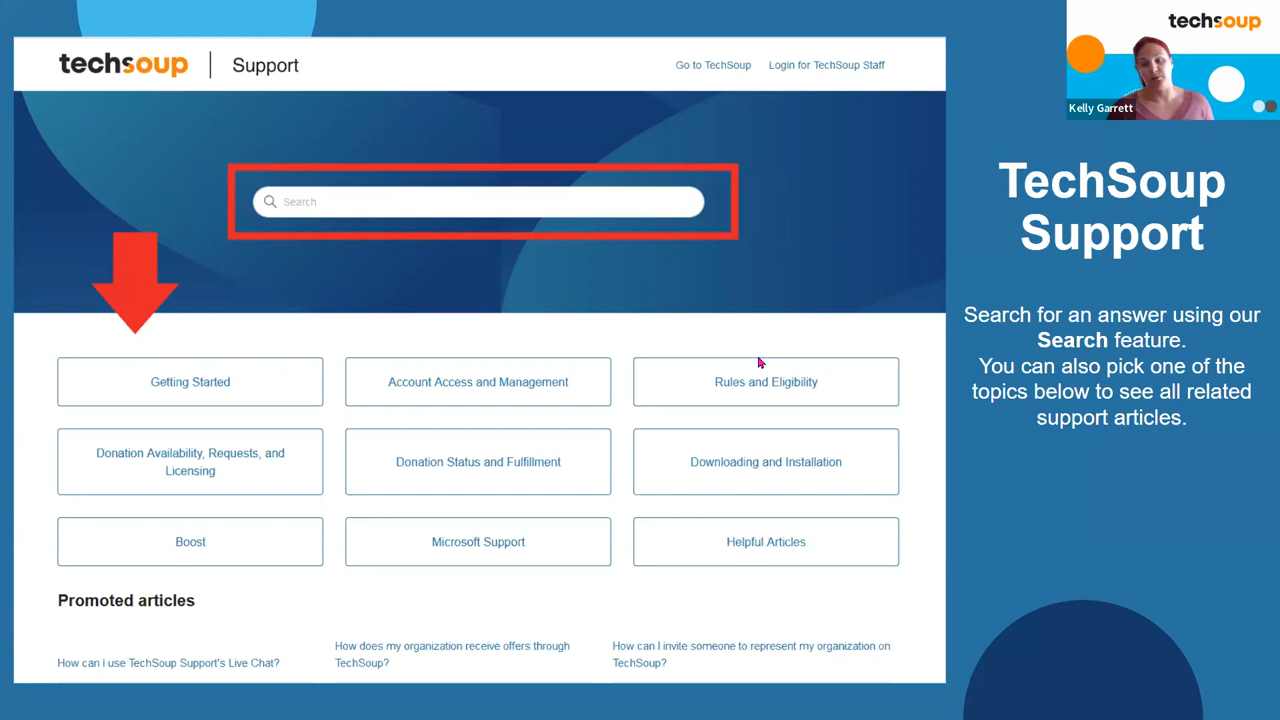 techsoup
Support
Go to TechSoup
Login for TechSoup Staff
Search
Getting Started
Account Access and Management
Rules and Eligibility
Donation Availability, Requests, and
Licensing
Donation Status and Fulfillment
Downloading and Installation
Boost
Microsoft Support
Helpful Articles
Promoted articles
How can i use TechSoup Support's Live Chat?
How does my organization receive offers through
TechSoup?
How can I invite someone to represent my organization on
TechSoup?
techsoup
Kelly Garrett
TechSoup
Support
Search for an answer using our
Search feature.
You can also pick one of the
topics below to see all related
support articles.